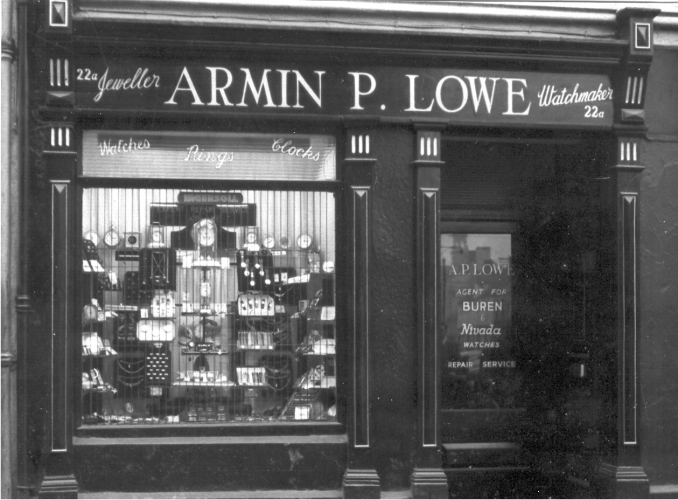 22a Jeweller ARMIN P. LOWE Watchmaker 22a
Watches Rings Clocks
INGERSOLL
A.P. LOWE
AGENT FOR
BUREN
&
Nivada
WATCHES
REPAIR SERVICE